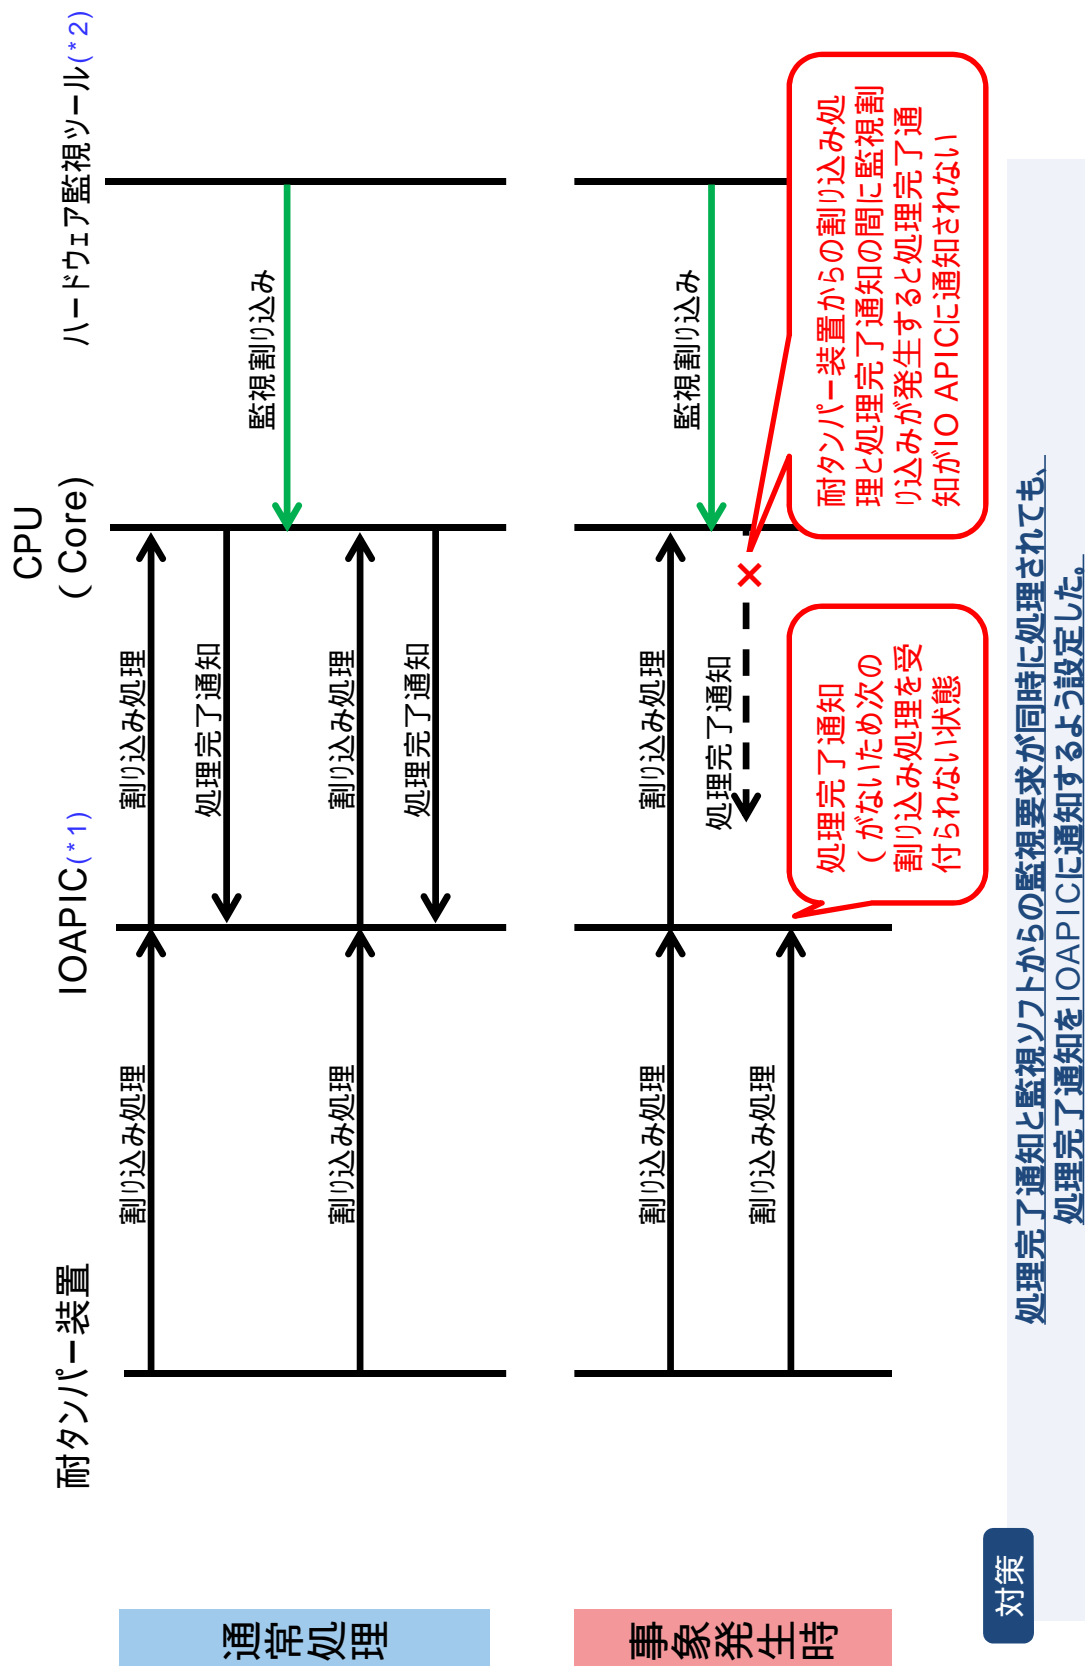 耐タンパー装置
IOAPIC(*1)
CPU
(Core)
ハードウェア監視ツール(*2)
通常処理
割り込み処理
割り込み処理
処理完了通知
監視割り込み
割り込み処理
割り込み処理
処理完了通知
事象発生時
割り込み処理
割り込み処理
処理完了通知
監視割り込み
割り込み処理
×
処理完了通知
(がないため次の
割り込み処理を受
付られない状態
耐タンパー装置からの割り込み処
理と処理完了通知の間に監視割
り込みが発生すると処理完了通
知がIO APICに通知されない
対策
処理完了通知と監視ソフトからの監視要求が同時に処理されても、
処理完了通知をIOAPICに通知するよう設定した。